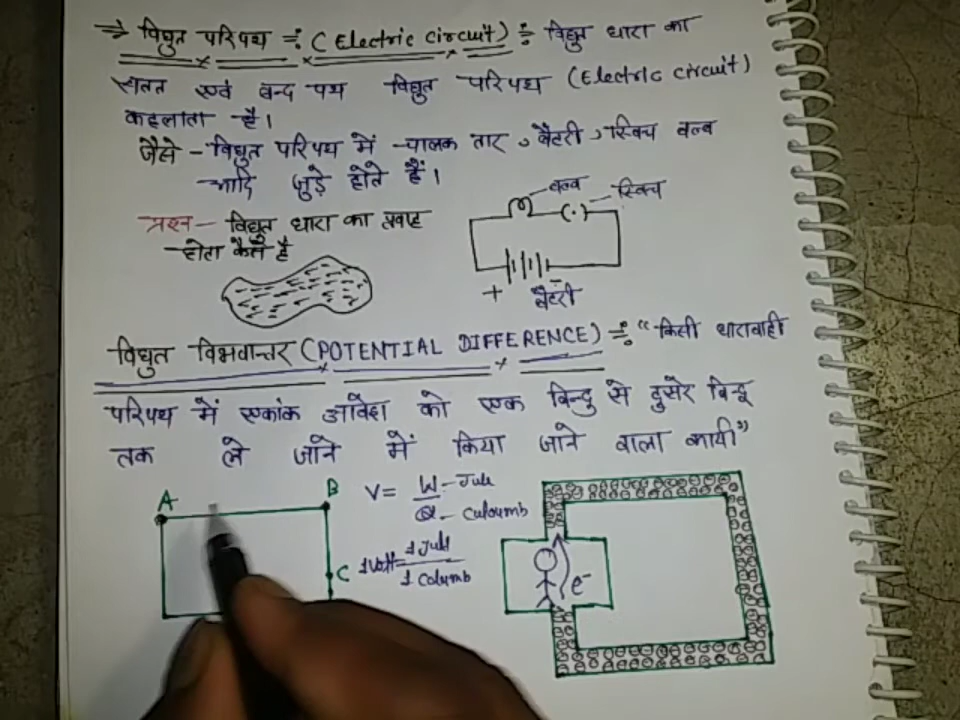 ⇒ विद्युत परिपथ ÷ (Electric circuit) ÷ विद्युत धारा का
सतत एवं बन्द पथ विद्युत परिपथ (Electric circuit)
कहलाता है।
जैसे - विद्युत परिपथ में चालक तार, बैटरी, स्विच बल्ब
आदि जुड़े होते हैं।
बल्ब स्विच
प्रश्न - विद्युत धारा का प्रवाह
होता कैसे है
+ -
बैटरी
विद्युत विभवान्तर (POTENTIAL DIFFERENCE) ÷ "किसी धारावाही
परिपथ में एकांक आवेश को एक बिन्दु से दुसरे बिन्दू
तक ले जाने में किया जाने वाला कार्य"
A B
C
V = W - Jule
Q - Culoumb
1 Volt = 1 Jule
1 Columb
e-